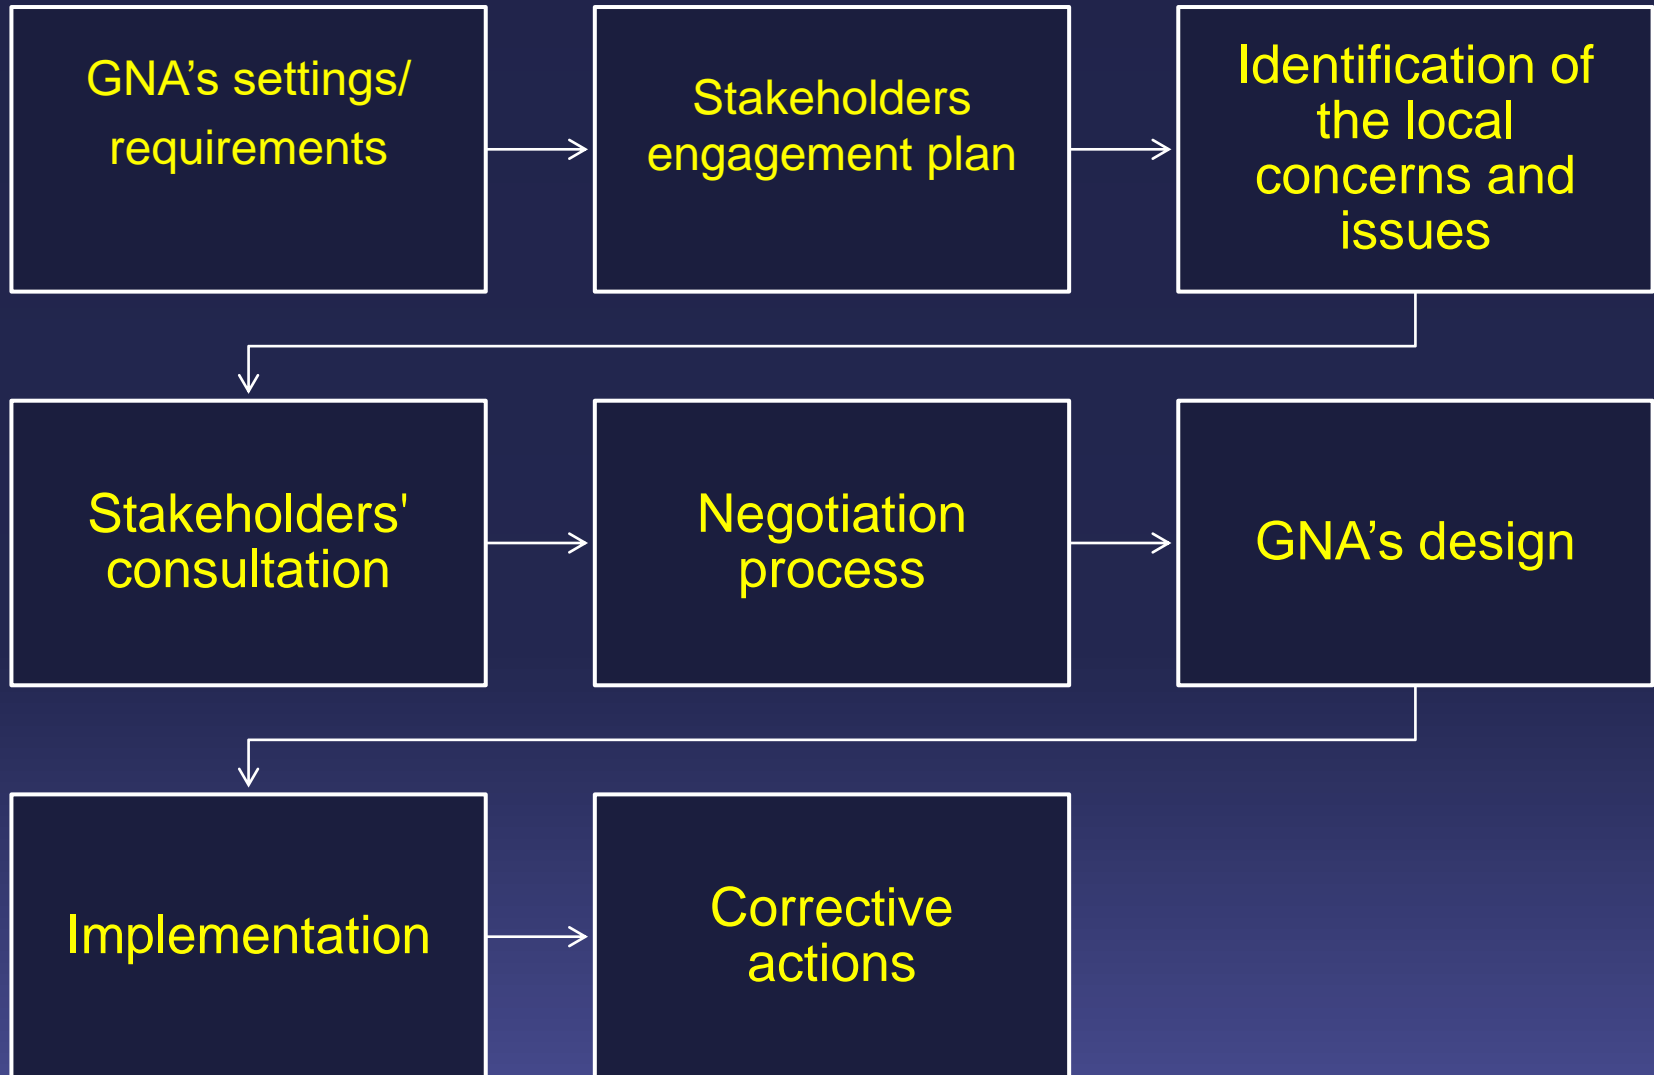 GNA’s settings/
requirements
Stakeholders
engagement plan
Identification of
the local
concerns and
issues
Stakeholders'
consultation
Negotiation
process
GNA’s design
Implementation
Corrective
actions